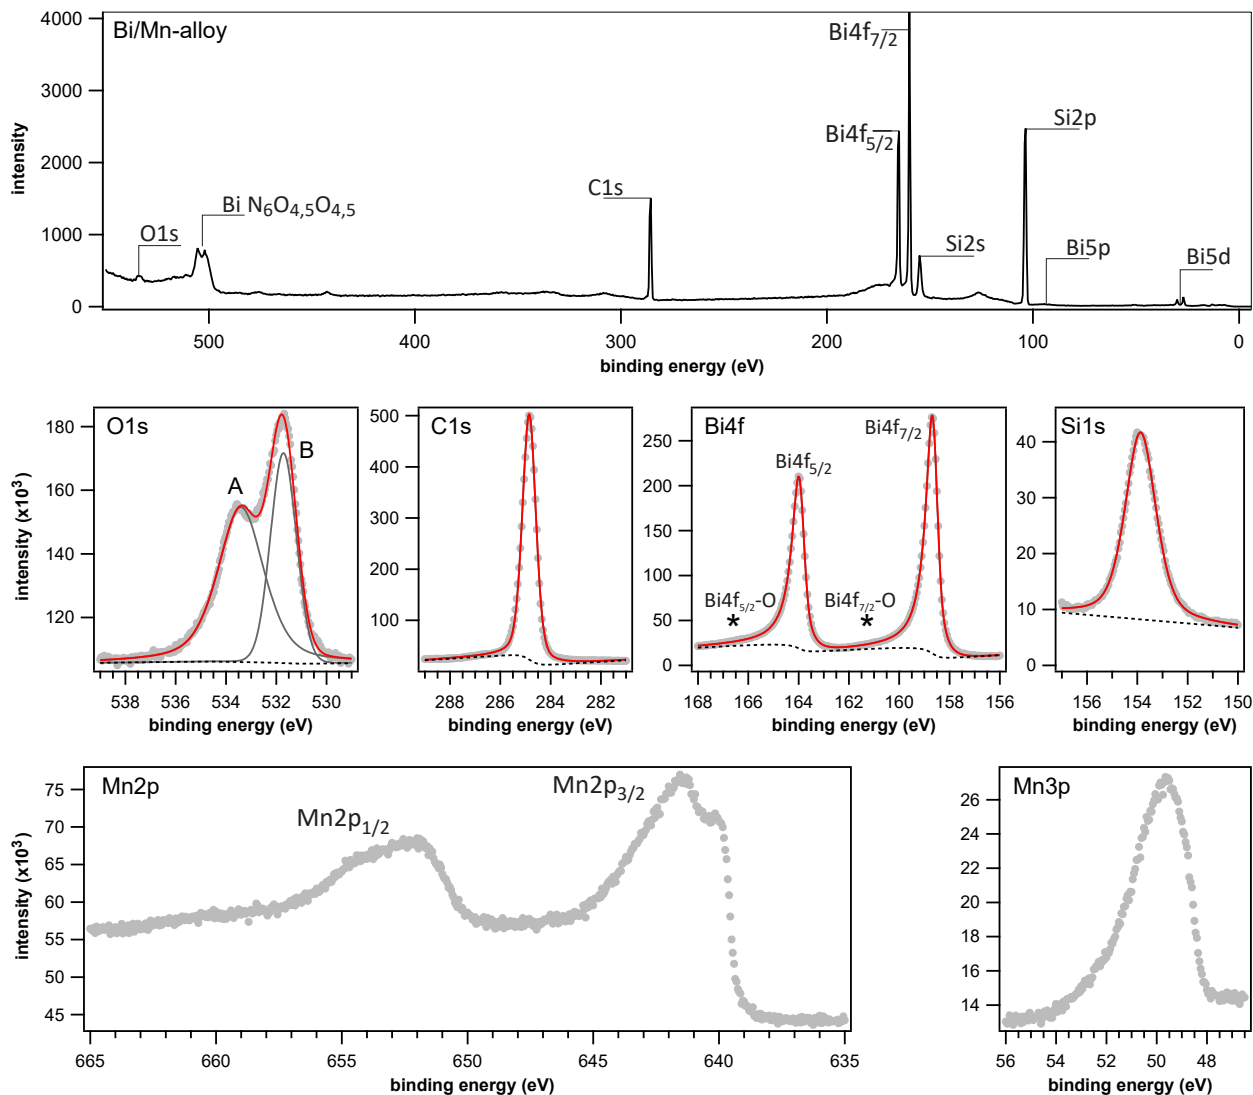 Bi/Mn-alloy
4000
3000
2000
1000
0
intensity
O1s
Bi N6O4,5O4,5
C1s
Bi4f7/2
Bi4f5/2
Si2s
Si2p
Bi5p
Bi5d
500 400 300 200 100 0
binding energy (eV)
O1s
180
160
140
120
intensity (x10³)
A
B
538 536 534 532 530
binding energy (eV)
C1s
500
400
300
200
100
288 286 284 282
binding energy (eV)
Bi4f
250
200
150
100
50
0
Bi4f5/2
Bi4f7/2
Bi4f5/2-O
*
Bi4f7/2-O
*
168 166 164 162 160 158 156
binding energy (eV)
Si1s
40
30
20
10
0
156 154 152 150
binding energy (eV)
Mn2p
75
70
65
60
55
50
45
intensity (x10³)
Mn2p1/2
Mn2p3/2
665 660 655 650 645 640 635
binding energy (eV)
Mn3p
26
24
22
20
18
16
14
56 54 52 50 48
binding energy (eV)